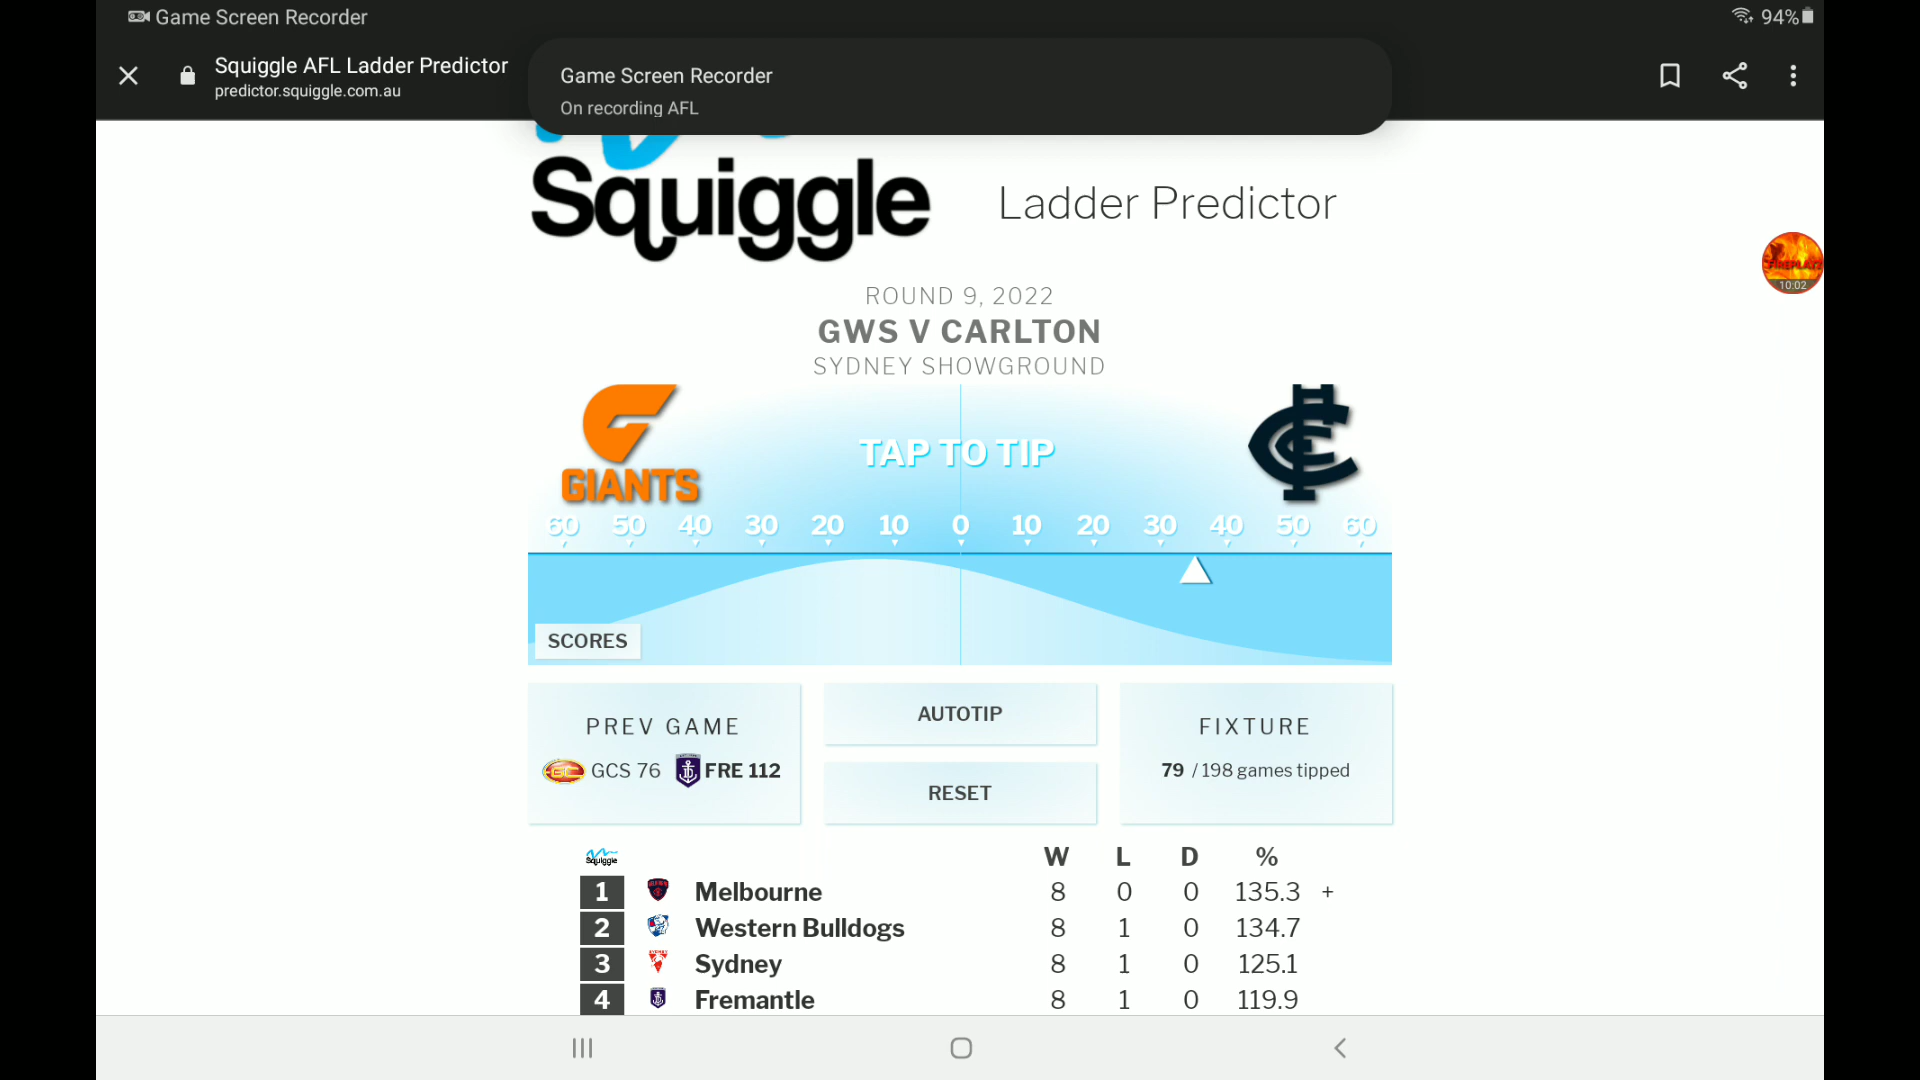 Game Screen Recorder
94%
Squiggle AFL Ladder Predictor
predictor.squiggle.com.au
Game Screen Recorder
On recording AFL
Squiggle
Ladder Predictor
10:02
ROUND 9, 2022
GWS V CARLTON
SYDNEY SHOWGROUND
GIANTS
TAP TO TIP
60 50 40 30 20 10 0 10 20 30 40 50 60
SCORES
PREV GAME
GCS 76 FRE 112
AUTOTIP
RESET
FIXTURE
79 / 198 games tipped
Squiggle W L D %
1 Melbourne 8 0 0 135.3 +
2 Western Bulldogs 8 1 0 134.7
3 Sydney 8 1 0 125.1
4 Fremantle 8 1 0 119.9